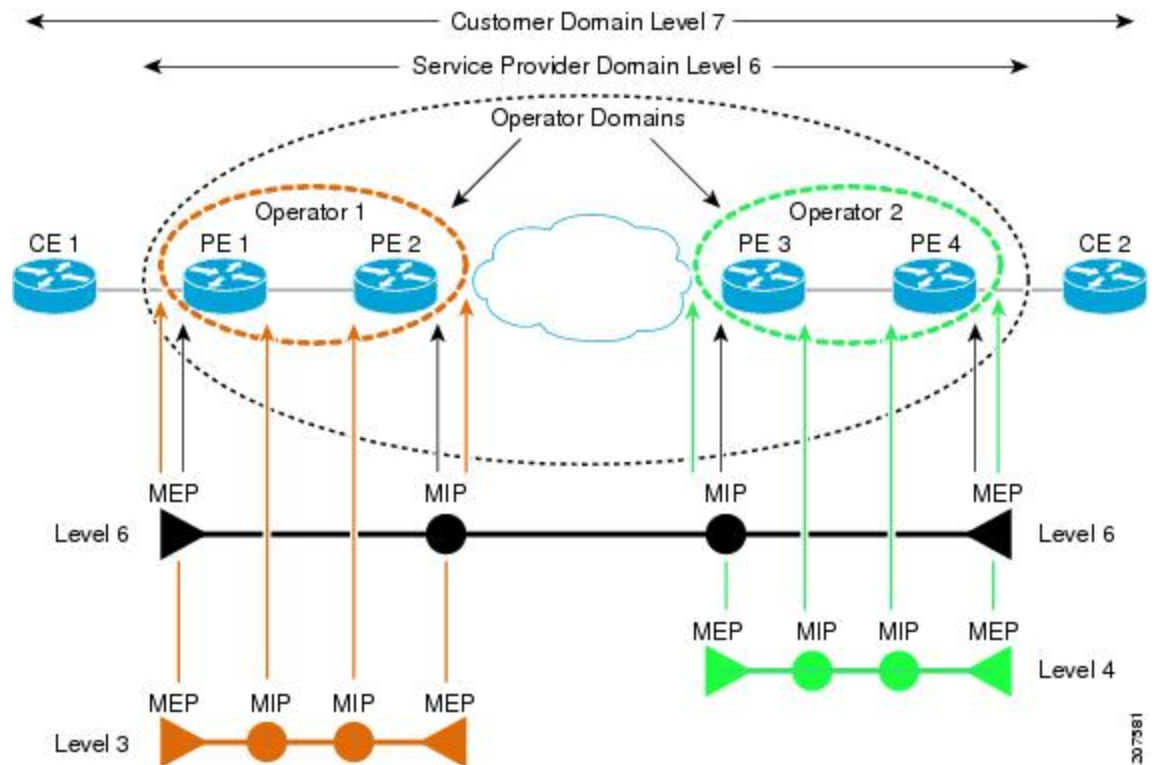 Customer Domain Level 7
Service Provider Domain Level 6
Operator Domains
Operator 1
Operator 2
CE 1
PE 1
PE 2
PE 3
PE 4
CE 2
MEP
MIP
MIP
MEP
Level 6
Level 6
MEP
MIP
MIP
MEP
Level 4
MEP
MIP
MIP
MEP
Level 3
207581